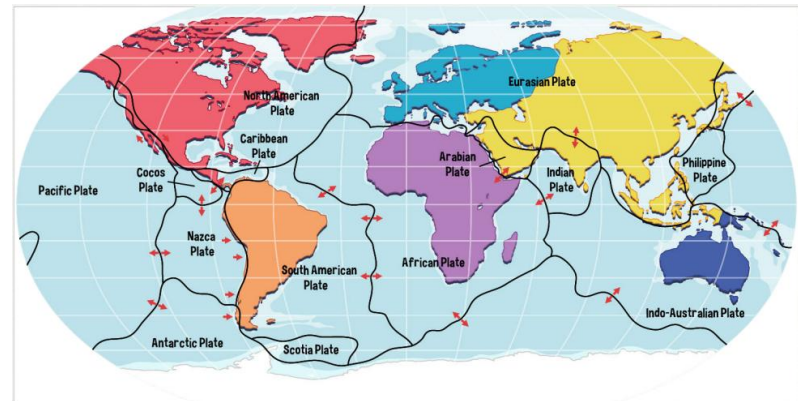 Eurasian Plate
North American
Plate
Caribbean
Plate
Cocos
Plate
Arabian
Plate
Indian
Plate
Philippine
Plate
Pacific Plate
Nazca
Plate
South American
Plate
African Plate
Indo-Australian Plate
Antarctic Plate
Scotia Plate